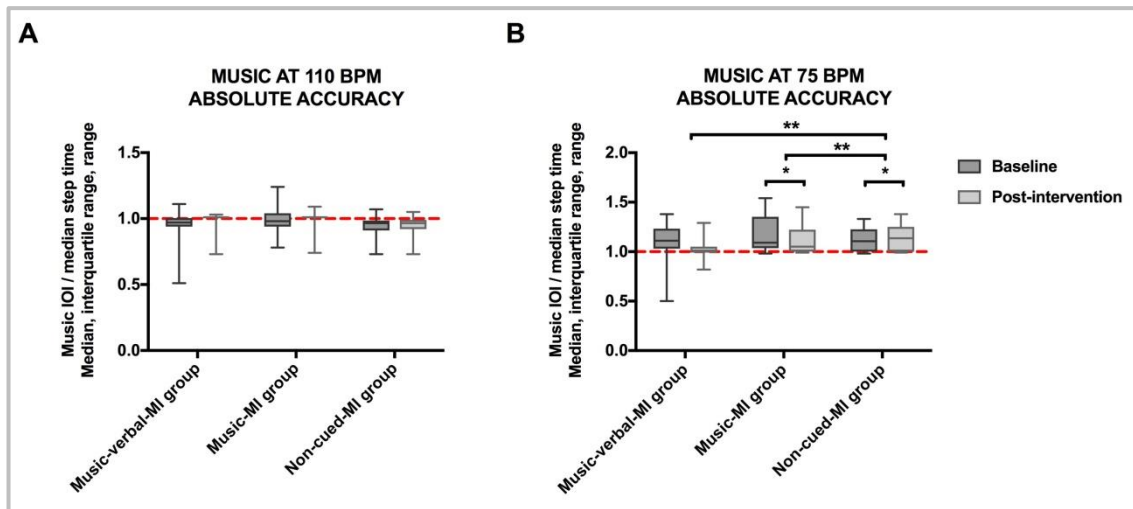 A
MUSIC AT 110 BPM
ABSOLUTE ACCURACY
Music IOI / median step time
Median, interquartile range, range
1.5
1.0
0.5
0.0
Music-verbal-MI group
Music-MI group
Non-cued-MI group
B
MUSIC AT 75 BPM
ABSOLUTE ACCURACY
Music IOI / median step time
Median, interquartile range, range
2.0
1.5
1.0
0.5
0.0
**
**
*
*
Music-verbal-MI group
Music-MI group
Non-cued-MI group
Baseline
Post-intervention